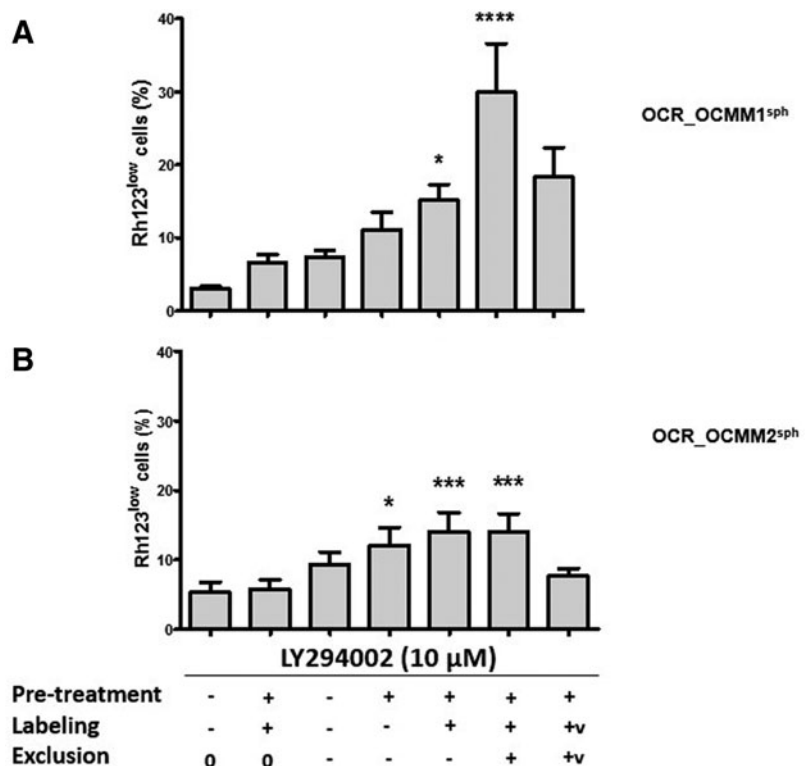 A
Rh123low cells (%)
40
30
20
10
0
*
****
OCR_OCMM1sph
B
Rh123low cells (%)
40
30
20
10
0
*
***
***
OCR_OCMM2sph
LY294002 (10 µM)
Pre-treatment - + - + + + +
Labeling - + - - + + +v
Exclusion 0 0 - - - + +v